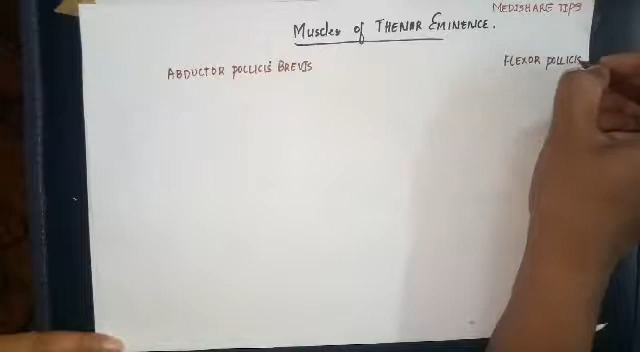 MEDISHARE TIPS
Muscles of THENAR EMINENCE.
ABDUCTOR POLLICIS BREVIS
FLEXOR POLLICIS